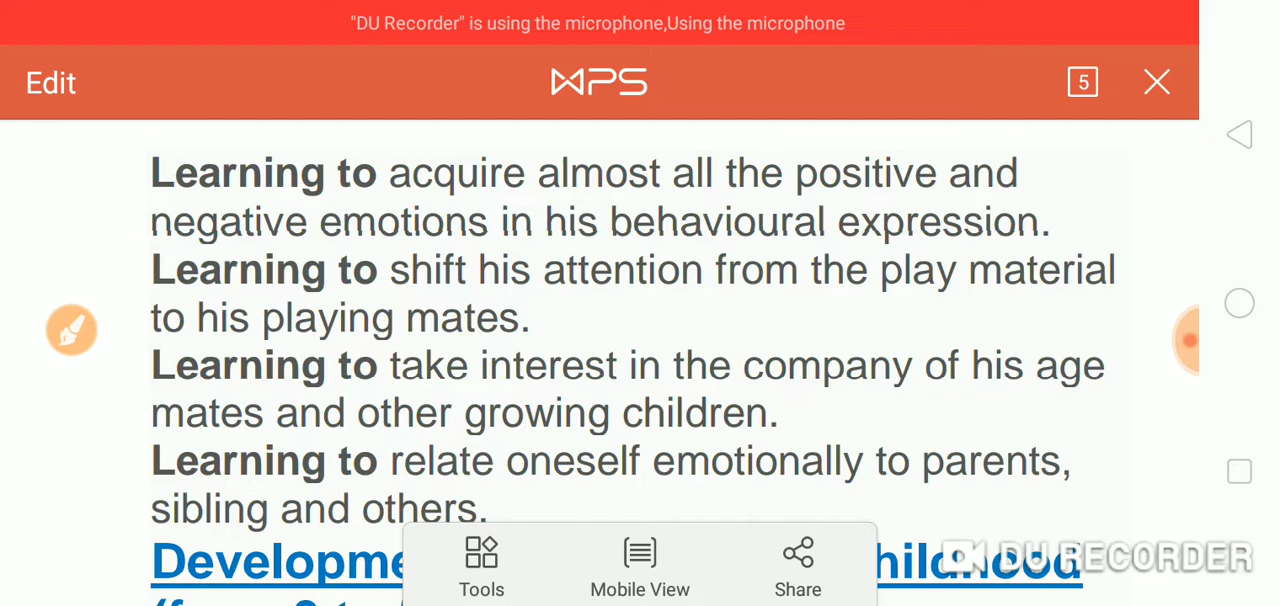 "DU Recorder" is using the microphone,Using the microphone
Edit
WPS
5
Learning to acquire almost all the positive and
negative emotions in his behavioural expression.
Learning to shift his attention from the play material
to his playing mates.
Learning to take interest in the company of his age
mates and other growing children.
Learning to relate oneself emotionally to parents,
sibling and others.
Tools
Mobile View
Share
DU RECORDER